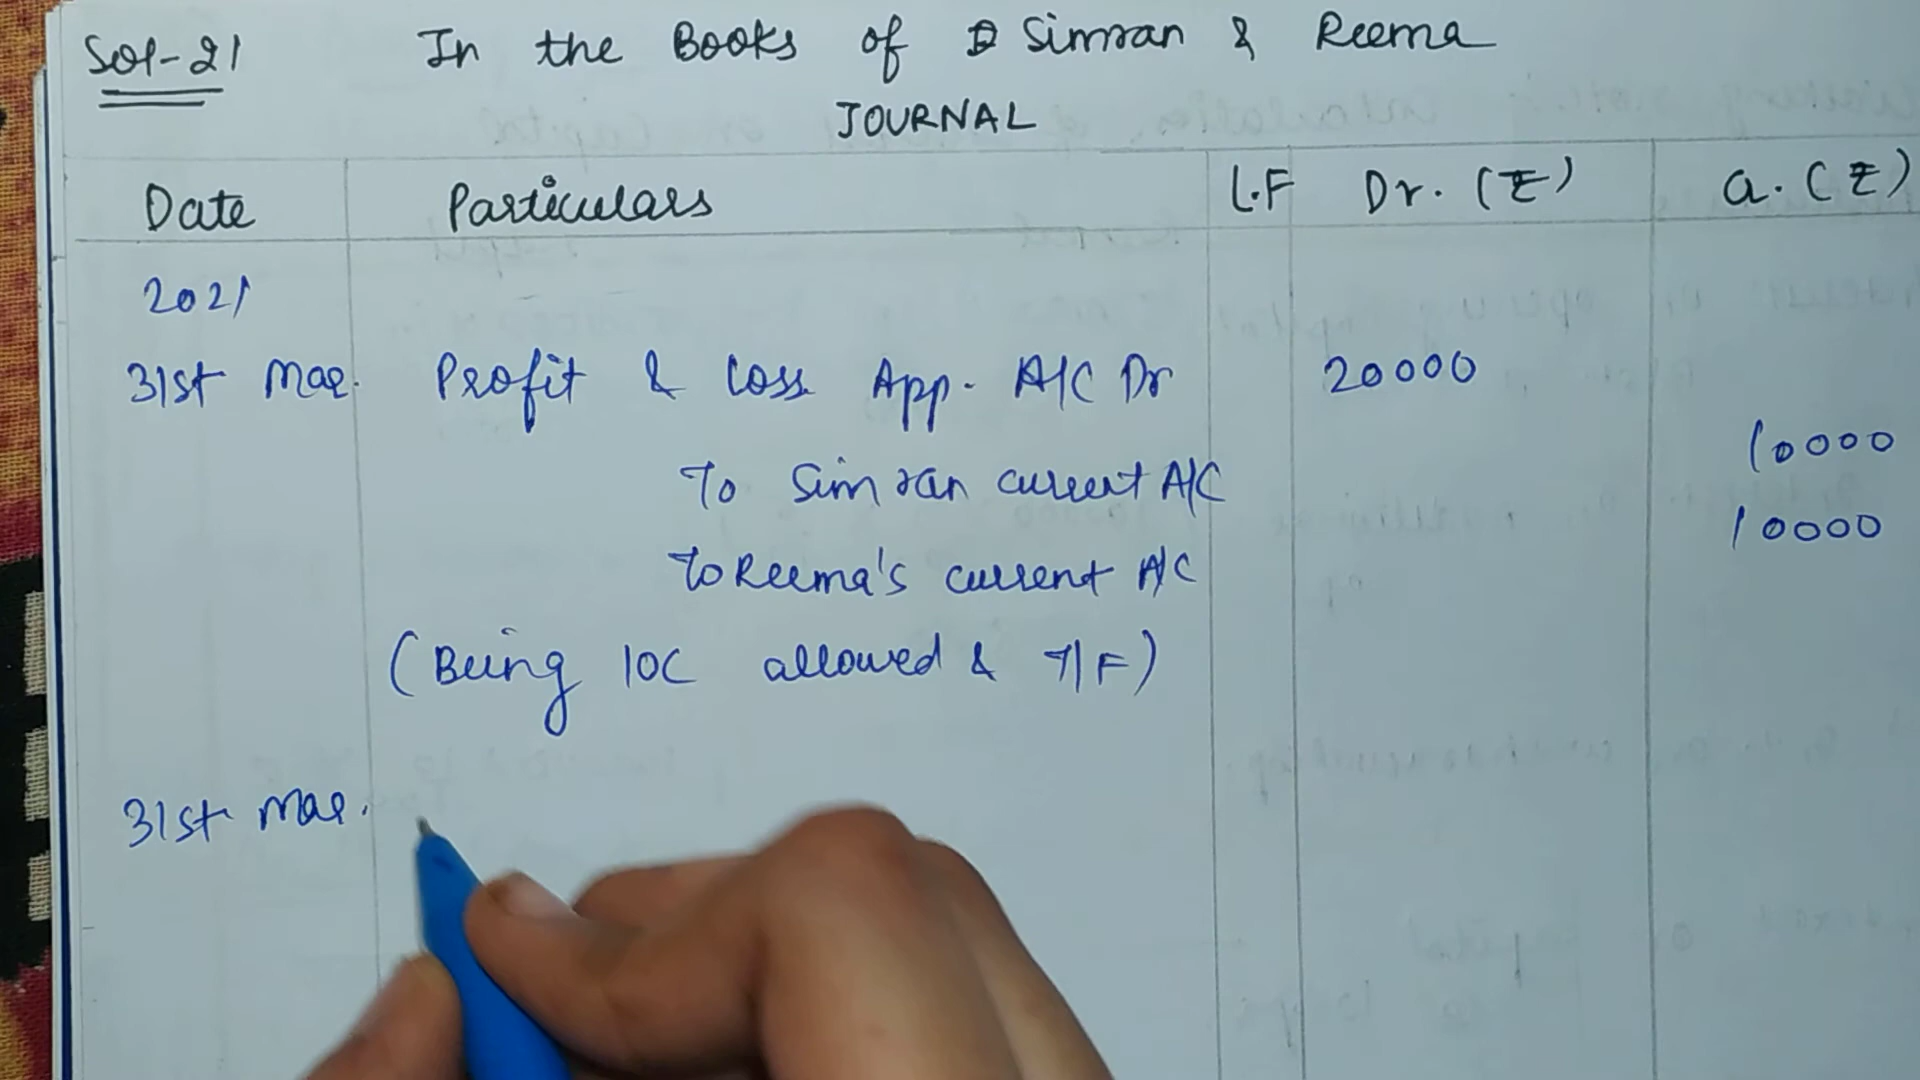 Sol-21 In the Books of Simran & Reema
JOURNAL
Date Particulars L.F Dr. (₹) Cr. (₹)
2021
31st Mar. Profit & Loss App. A/C Dr 20000
To Simran current A/C 10000
To Reema's current A/C 10000
(Being IOC allowed & T/F)
31st Mar.